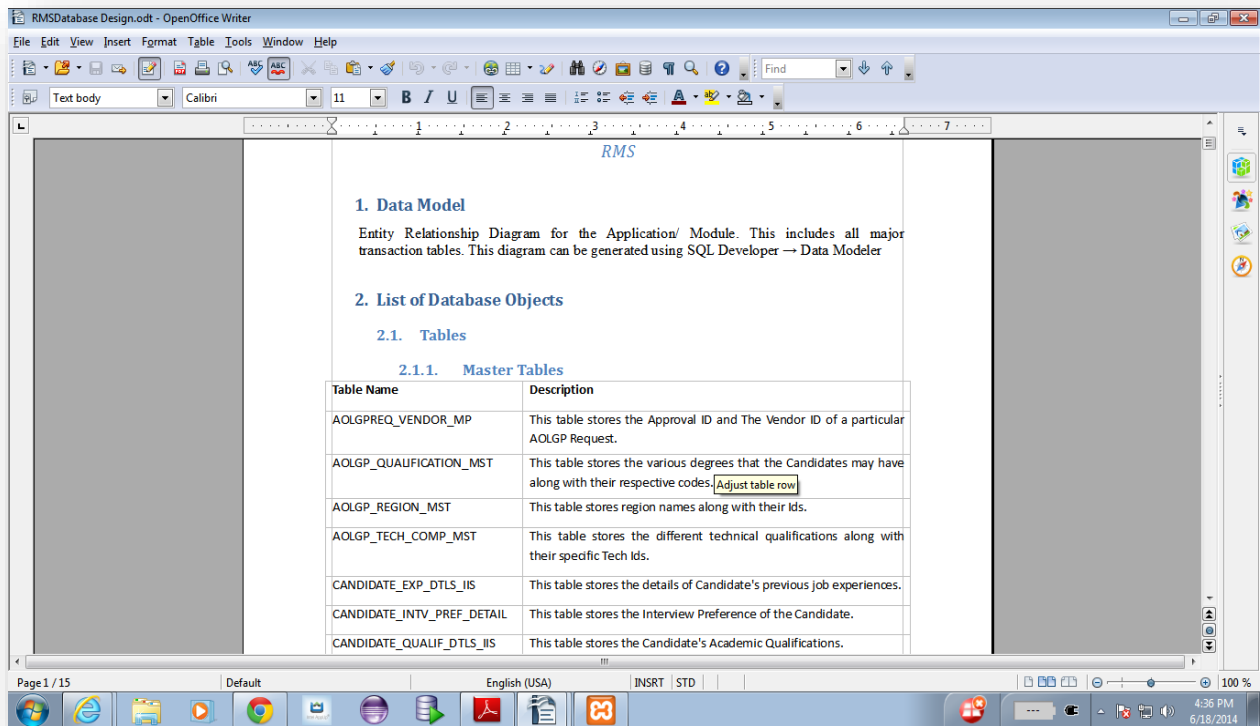 RMSDatabase Design.odt - OpenOffice Writer
File Edit View Insert Format Table Tools Window Help
Find
Text body Calibri 11 B I U
1 2 3 4 5 6 7
RMS
1. Data Model
Entity Relationship Diagram for the Application/ Module. This includes all major
transaction tables. This diagram can be generated using SQL Developer → Data Modeler
2. List of Database Objects
2.1. Tables
2.1.1. Master Tables
Table Name Description
AOLGPREQ_VENDOR_MP This table stores the Approval ID and The Vendor ID of a particular
AOLGP Request.
AOLGP_QUALIFICATION_MST This table stores the various degrees that the Candidates may have
along with their respective codes. Adjust table row
AOLGP_REGION_MST This table stores region names along with their Ids.
AOLGP_TECH_COMP_MST This table stores the different technical qualifications along with
their specific Tech Ids.
CANDIDATE_EXP_DTLS_IIS This table stores the details of Candidate's previous job experiences.
CANDIDATE_INTV_PREF_DETAIL This table stores the Interview Preference of the Candidate.
CANDIDATE_QUALIF_DTLS_IIS This table stores the Candidate's Academic Qualifications.
Page 1 / 15 Default English (USA) INSRT STD 100 %
4:36 PM
6/18/2014